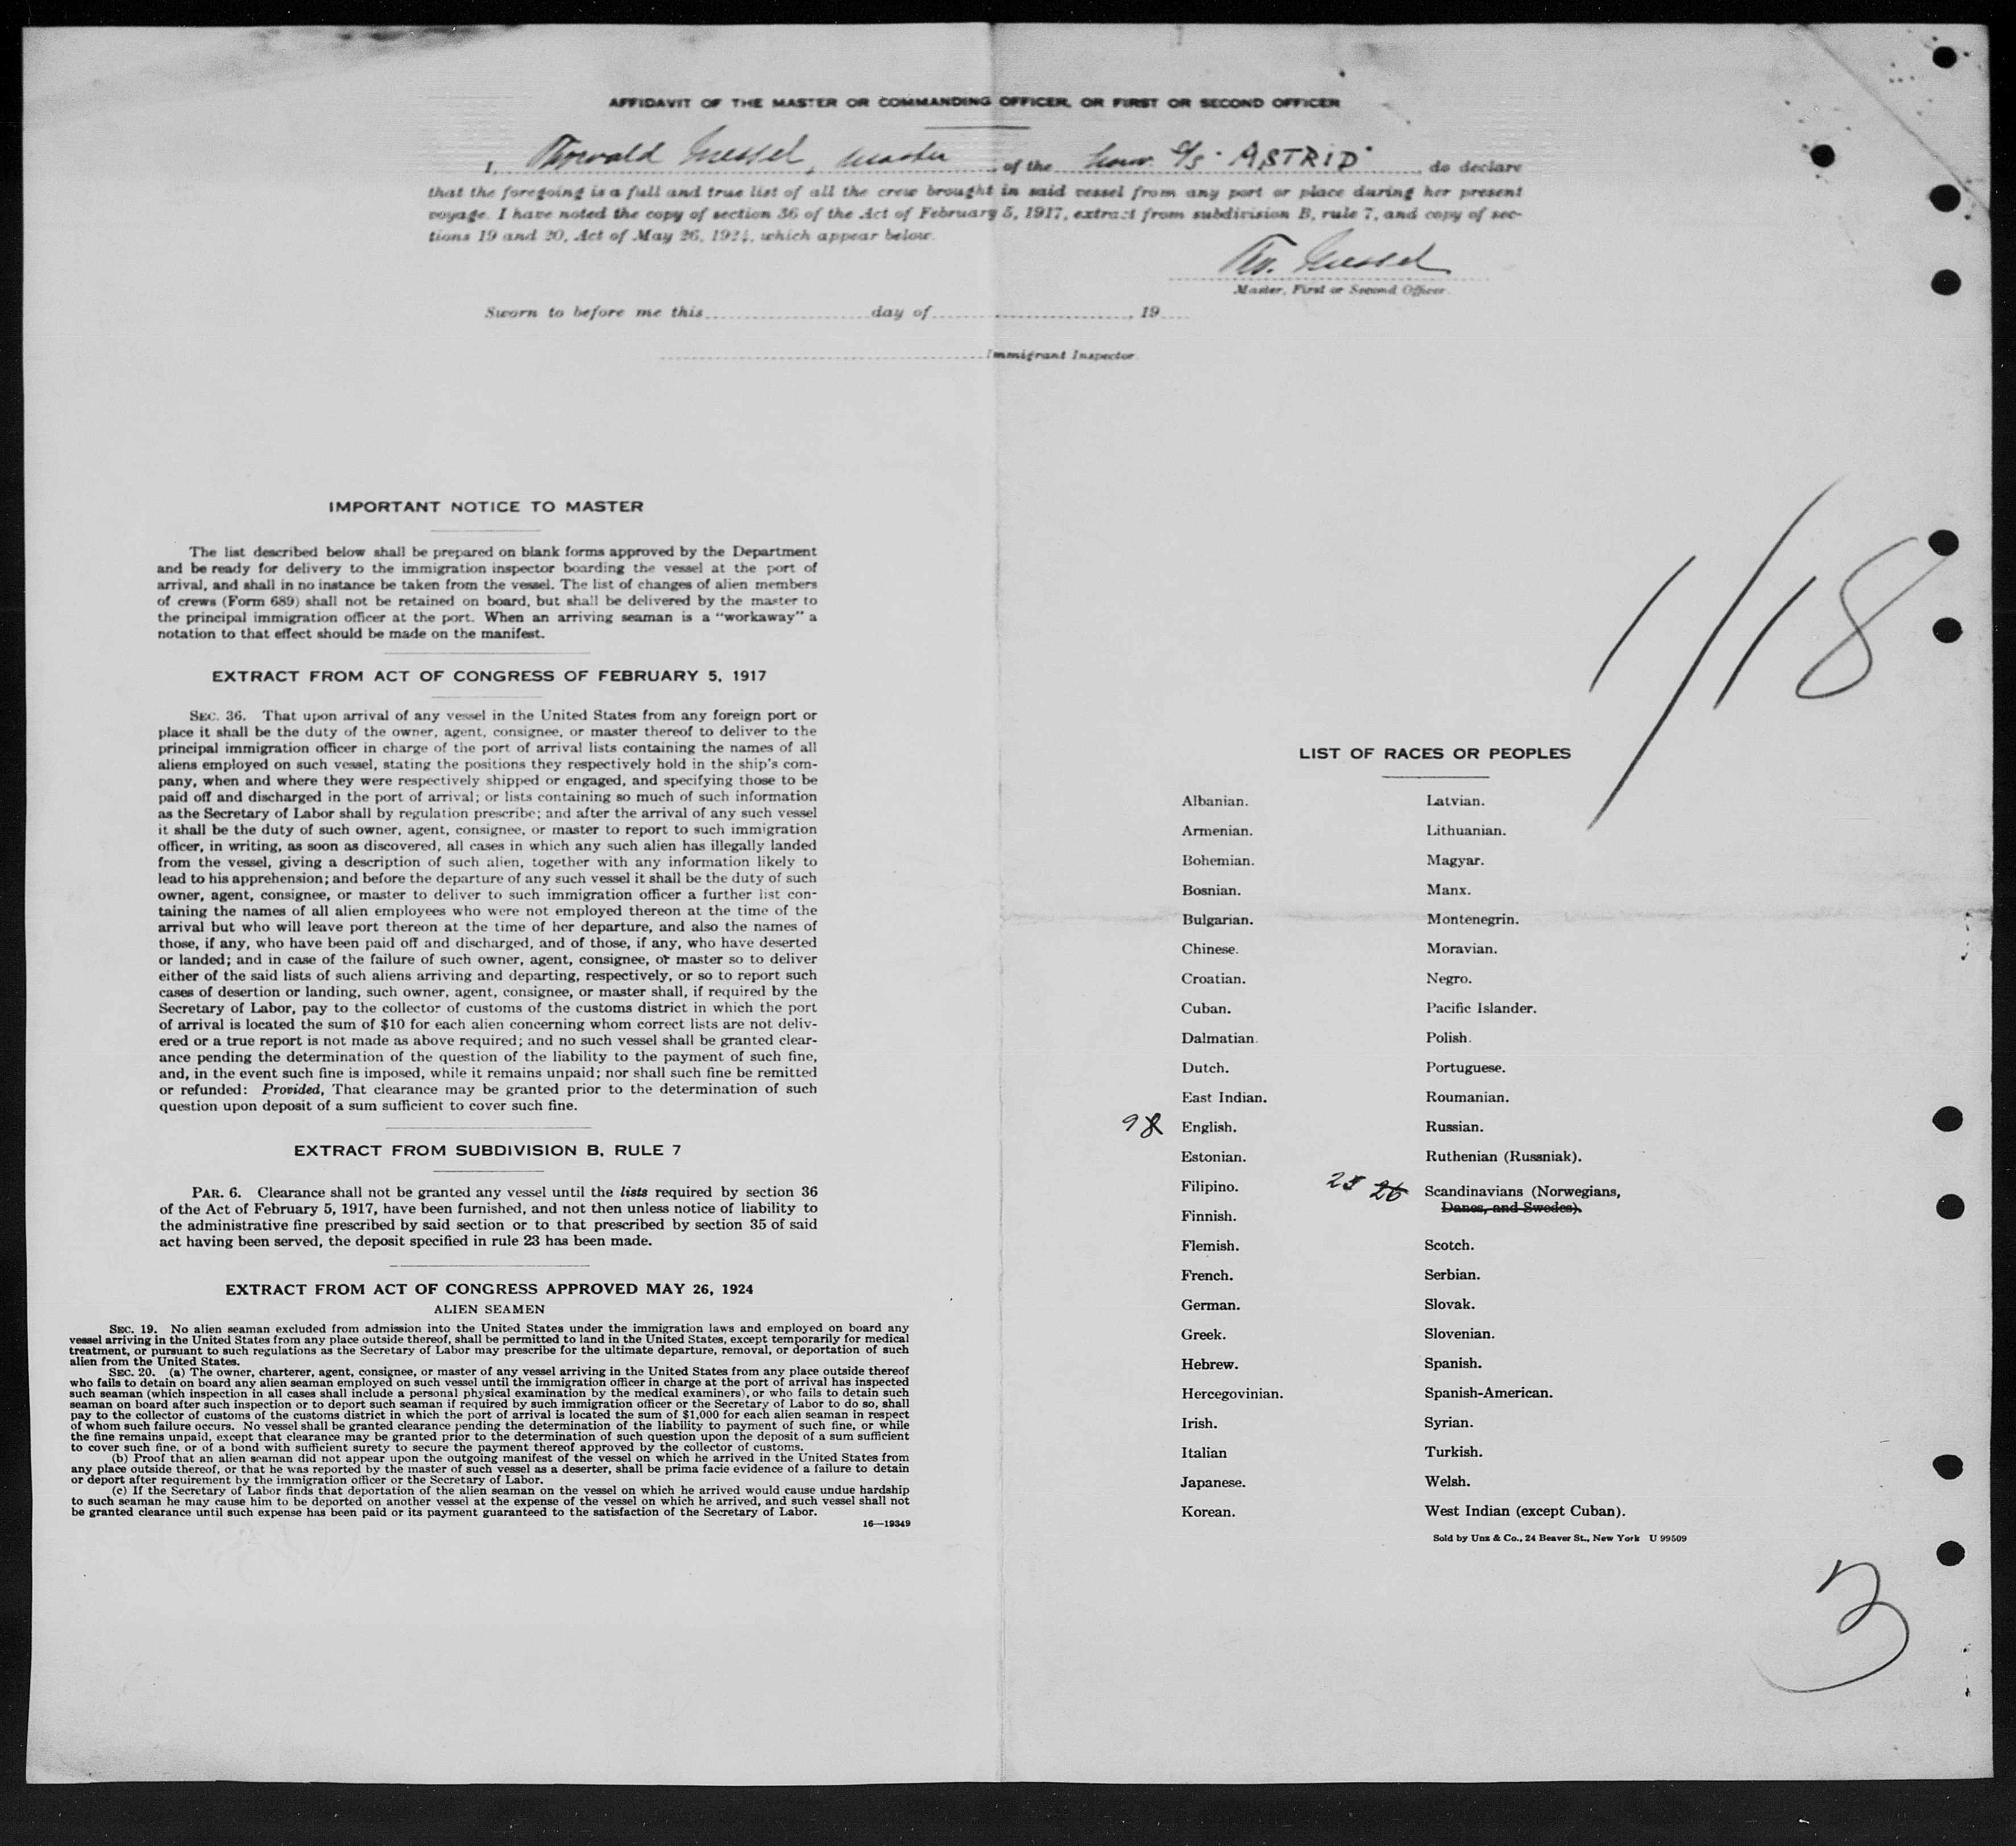 AFFIDAVIT OF THE MASTER OR COMMANDING OFFICER, OR FIRST OR SECOND OFFICER
I, Thorvald master of the s/s "ASTRID" do declare
that the foregoing is a full and true list of all the crew brought in said vessel from any port or place during her present
voyage. I have noted the copy of section 36 of the Act of February 5, 1917, extract from subdivision B, rule 7, and copy of sec-
tions 19 and 20, Act of May 26, 1924, which appear below.
Master, First or Second Officer.
Sworn to before me this day of , 19
Immigrant Inspector.
IMPORTANT NOTICE TO MASTER
The list described below shall be prepared on blank forms approved by the Department
and be ready for delivery to the immigration inspector boarding the vessel at the port of
arrival, and shall in no instance be taken from the vessel. The list of changes of alien members
of crews (Form 689) shall not be retained on board, but shall be delivered by the master to
the principal immigration officer at the port. When an arriving seaman is a "workaway" a
notation to that effect should be made on the manifest.
EXTRACT FROM ACT OF CONGRESS OF FEBRUARY 5, 1917
SEC. 36. That upon arrival of any vessel in the United States from any foreign port or
place it shall be the duty of the owner, agent, consignee, or master thereof to deliver to the
principal immigration officer in charge of the port of arrival lists containing the names of all
aliens employed on such vessel, stating the positions they respectively hold in the ship's com-
pany, when and where they were respectively shipped or engaged, and specifying those to be
paid off and discharged in the port of arrival; or lists containing so much of such information
as the Secretary of Labor shall by regulation prescribe; and after the arrival of any such vessel
it shall be the duty of such owner, agent, consignee, or master to report to such immigration
officer, in writing, as soon as discovered, all cases in which any such alien has illegally landed
from the vessel, giving a description of such alien, together with any information likely to
lead to his apprehension; and before the departure of any such vessel it shall be the duty of such
owner, agent, consignee, or master to deliver to such immigration officer a further list con-
taining the names of all alien employees who were not employed thereon at the time of the
arrival but who will leave port thereon at the time of her departure, and also the names of
those, if any, who have been paid off and discharged, and of those, if any, who have deserted
or landed; and in case of the failure of such owner, agent, consignee, or master so to deliver
either of the said lists of such aliens arriving and departing, respectively, or so to report such
cases of desertion or landing, such owner, agent, consignee, or master shall, if required by the
Secretary of Labor, pay to the collector of customs of the customs district in which the port
of arrival is located the sum of $10 for each alien concerning whom correct lists are not deliv-
ered or a true report is not made as above required; and no such vessel shall be granted clear-
ance pending the determination of the question of the liability to the payment of such fine,
and, in the event such fine is imposed, while it remains unpaid; nor shall such fine be remitted
or refunded: Provided, That clearance may be granted prior to the determination of such
question upon deposit of a sum sufficient to cover such fine.
EXTRACT FROM SUBDIVISION B, RULE 7
PAR. 6. Clearance shall not be granted any vessel until the lists required by section 36
of the Act of February 5, 1917, have been furnished, and not then unless notice of liability to
the administrative fine prescribed by said section or to that prescribed by section 35 of said
act having been served, the deposit specified in rule 23 has been made.
EXTRACT FROM ACT OF CONGRESS APPROVED MAY 26, 1924
ALIEN SEAMEN
SEC. 19. No alien seaman excluded from admission into the United States under the immigration laws and employed on board any
vessel arriving in the United States from any place outside thereof, shall be permitted to land in the United States, except temporarily for medical
treatment, or pursuant to such regulations as the Secretary of Labor may prescribe for the ultimate departure, removal, or deportation of such
alien from the United States.
SEC. 20. (a) The owner, charterer, agent, consignee, or master of any vessel arriving in the United States from any place outside thereof
who fails to detain on board any alien seaman employed on such vessel until the immigration officer in charge at the port of arrival has inspected
such seaman (which inspection in all cases shall include a personal physical examination by the medical examiners), or who fails to detain such
seaman on board after such inspection or to deport such seaman if required by such immigration officer or the Secretary of Labor to do so, shall
pay to the collector of customs of the customs district in which the port of arrival is located the sum of $1,000 for each alien seaman in respect
of whom such failure occurs. No vessel shall be granted clearance pending the determination of the liability to payment of such fine, or while
the fine remains unpaid, except that clearance may be granted prior to the determination of such question upon the deposit of a sum sufficient
to cover such fine, or of a bond with sufficient surety to secure the payment thereof approved by the collector of customs.
(b) Proof that an alien seaman did not appear upon the outgoing manifest of the vessel on which he arrived in the United States from
any place outside thereof, or that he was reported by the master of such vessel as a deserter, shall be prima facie evidence of a failure to detain
or deport after requirement by the immigration officer or the Secretary of Labor.
(c) If the Secretary of Labor finds that deportation of the alien seaman on the vessel on which he arrived would cause undue hardship
to such seaman he may cause him to be deported on another vessel at the expense of the vessel on which he arrived, and such vessel shall not
be granted clearance until such expense has been paid or its payment guaranteed to the satisfaction of the Secretary of Labor.
16—19349
1/18
LIST OF RACES OR PEOPLES
Albanian.
Armenian.
Bohemian.
Bosnian.
Bulgarian.
Chinese.
Croatian.
Cuban.
Dalmatian.
Dutch.
East Indian.
98 English.
Estonian.
Filipino.
Finnish.
Flemish.
French.
German.
Greek.
Hebrew.
Hercegovinian.
Irish.
Italian
Japanese.
Korean.
Latvian.
Lithuanian.
Magyar.
Manx.
Montenegrin.
Moravian.
Negro.
Pacific Islander.
Polish.
Portuguese.
Roumanian.
Russian.
Ruthenian (Russniak).
26 Scandinavians (Norwegians,
Danes, and Swedes).
Scotch.
Serbian.
Slovak.
Slovenian.
Spanish.
Spanish-American.
Syrian.
Turkish.
Welsh.
West Indian (except Cuban).
Sold by Unz & Co., 24 Beaver St., New York U 99509
3